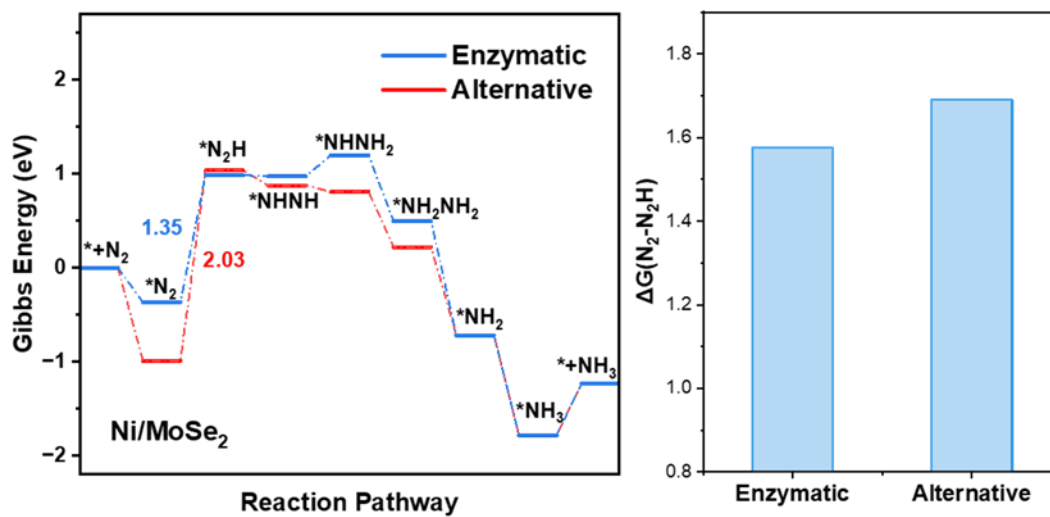 Gibbs Energy (eV)
2
1
0
−1
−2
Enzymatic
Alternative
*+N₂
*N₂
1.35
2.03
*N₂H
*NHNH
*NHNH₂
*NH₂NH₂
*NH₂
*NH₃
*+NH₃
Ni/MoSe₂
Reaction Pathway
ΔG(N₂-N₂H)
1.8
1.6
1.4
1.2
1.0
0.8
Enzymatic
Alternative